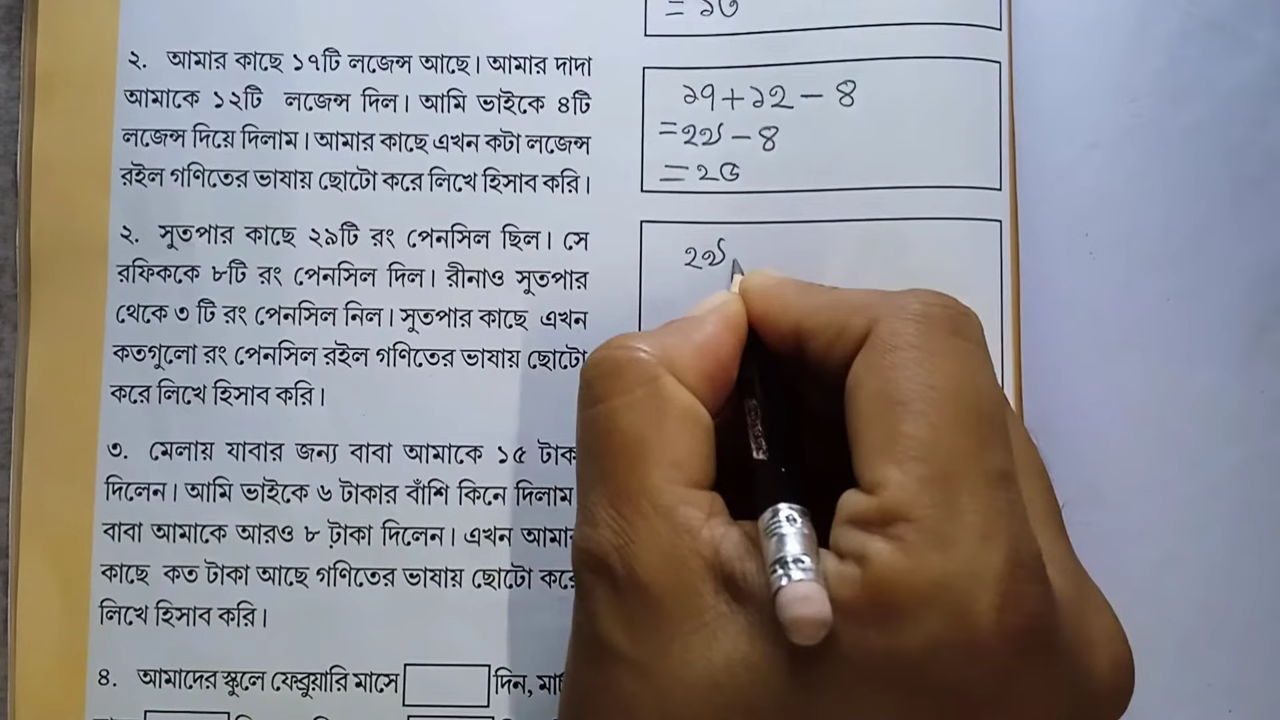 = ১৩
২. আমার কাছে ১৭টি লজেন্স আছে। আমার দাদা
আমাকে ১২টি লজেন্স দিল। আমি ভাইকে ৪টি
লজেন্স দিয়ে দিলাম। আমার কাছে এখন কটা লজেন্স
রইল গণিতের ভাষায় ছোটো করে লিখে হিসাব করি।
১৭+১২ – ৪
=২৯ – ৪
= ২৫
২. সুতপার কাছে ২৯টি রং পেনসিল ছিল। সে
রফিককে ৮টি রং পেনসিল দিল। রীনাও সুতপার
থেকে ৩ টি রং পেনসিল নিল। সুতপার কাছে এখন
কতগুলো রং পেনসিল রইল গণিতের ভাষায় ছোটো
করে লিখে হিসাব করি।
২৯
৩. মেলায় যাবার জন্য বাবা আমাকে ১৫ টাকা
দিলেন। আমি ভাইকে ৬ টাকার বাঁশি কিনে দিলাম
বাবা আমাকে আরও ৮ টাকা দিলেন। এখন আমার
কাছে কত টাকা আছে গণিতের ভাষায় ছোটো করে
লিখে হিসাব করি।
৪. আমাদের স্কুলে ফেব্রুয়ারি মাসে দিন,